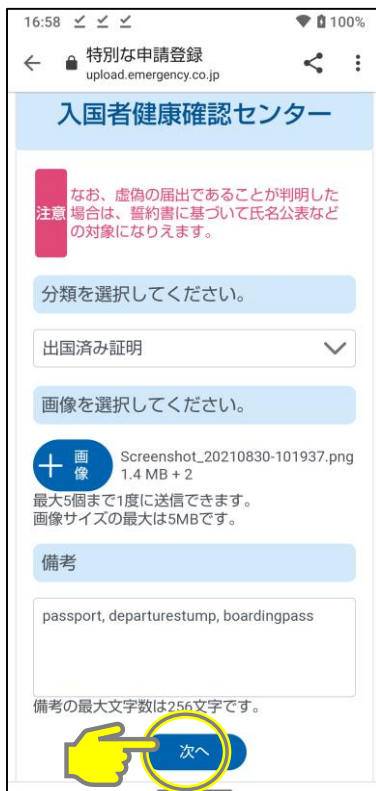 16:58
100%
特別な申請登録
upload.emergency.co.jp
入国者健康確認センター
注意
なお、虚偽の届出であることが判明した
場合は、誓約書に基づいて氏名公表など
の対象になりえます。
分類を選択してください。
出国済み証明
画像を選択してください。
画
像
Screenshot_20210830-101937.png
1.4 MB + 2
最大5個まで1度に送信できます。
画像サイズの最大は5MBです。
備考
passport, departurestump, boardingpass
備考の最大文字数は256文字です。
次へ